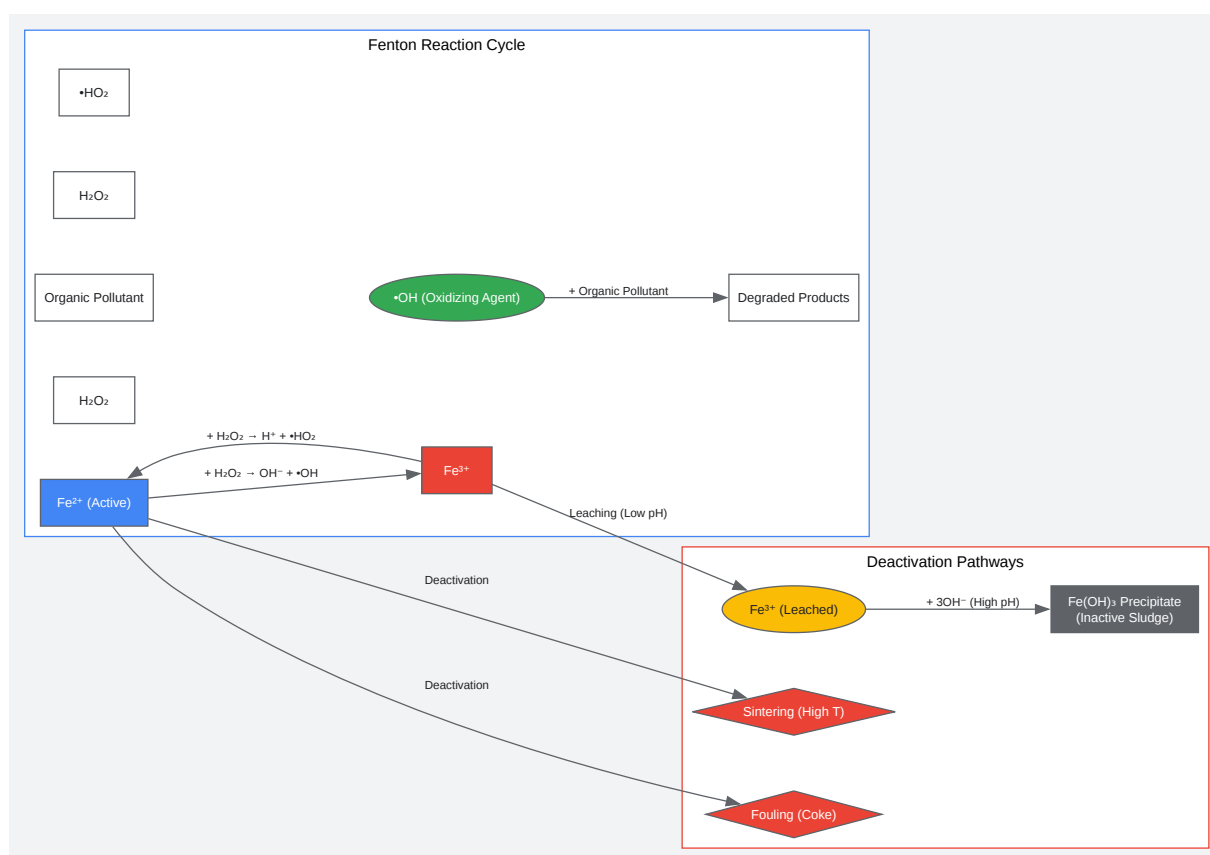 Fenton Reaction Cycle
•HO₂
H₂O₂
Organic Pollutant
•OH (Oxidizing Agent)
+ Organic Pollutant
Degraded Products
H₂O₂
+ H₂O₂ → H⁺ + •HO₂
+ H₂O₂ → OH⁻ + •OH
Fe³⁺
Fe²⁺ (Active)
Leaching (Low pH)
Deactivation Pathways
Deactivation
Fe³⁺ (Leached)
+ 3OH⁻ (High pH)
Fe(OH)₃ Precipitate
(Inactive Sludge)
Deactivation
Sintering (High T)
Fouling (Coke)